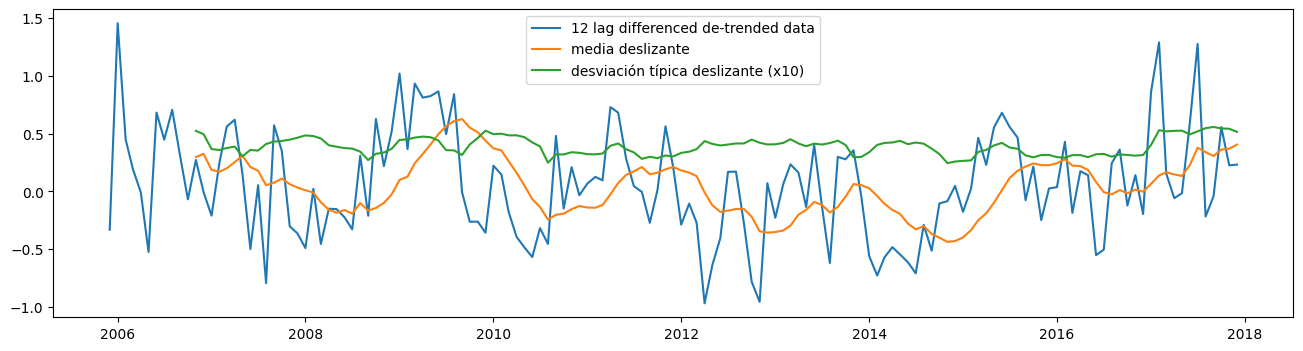 1.5
1.0
0.5
0.0
−0.5
−1.0
12 lag differenced de-trended data
media deslizante
desviación típica deslizante (x10)
2006 2008 2010 2012 2014 2016 2018